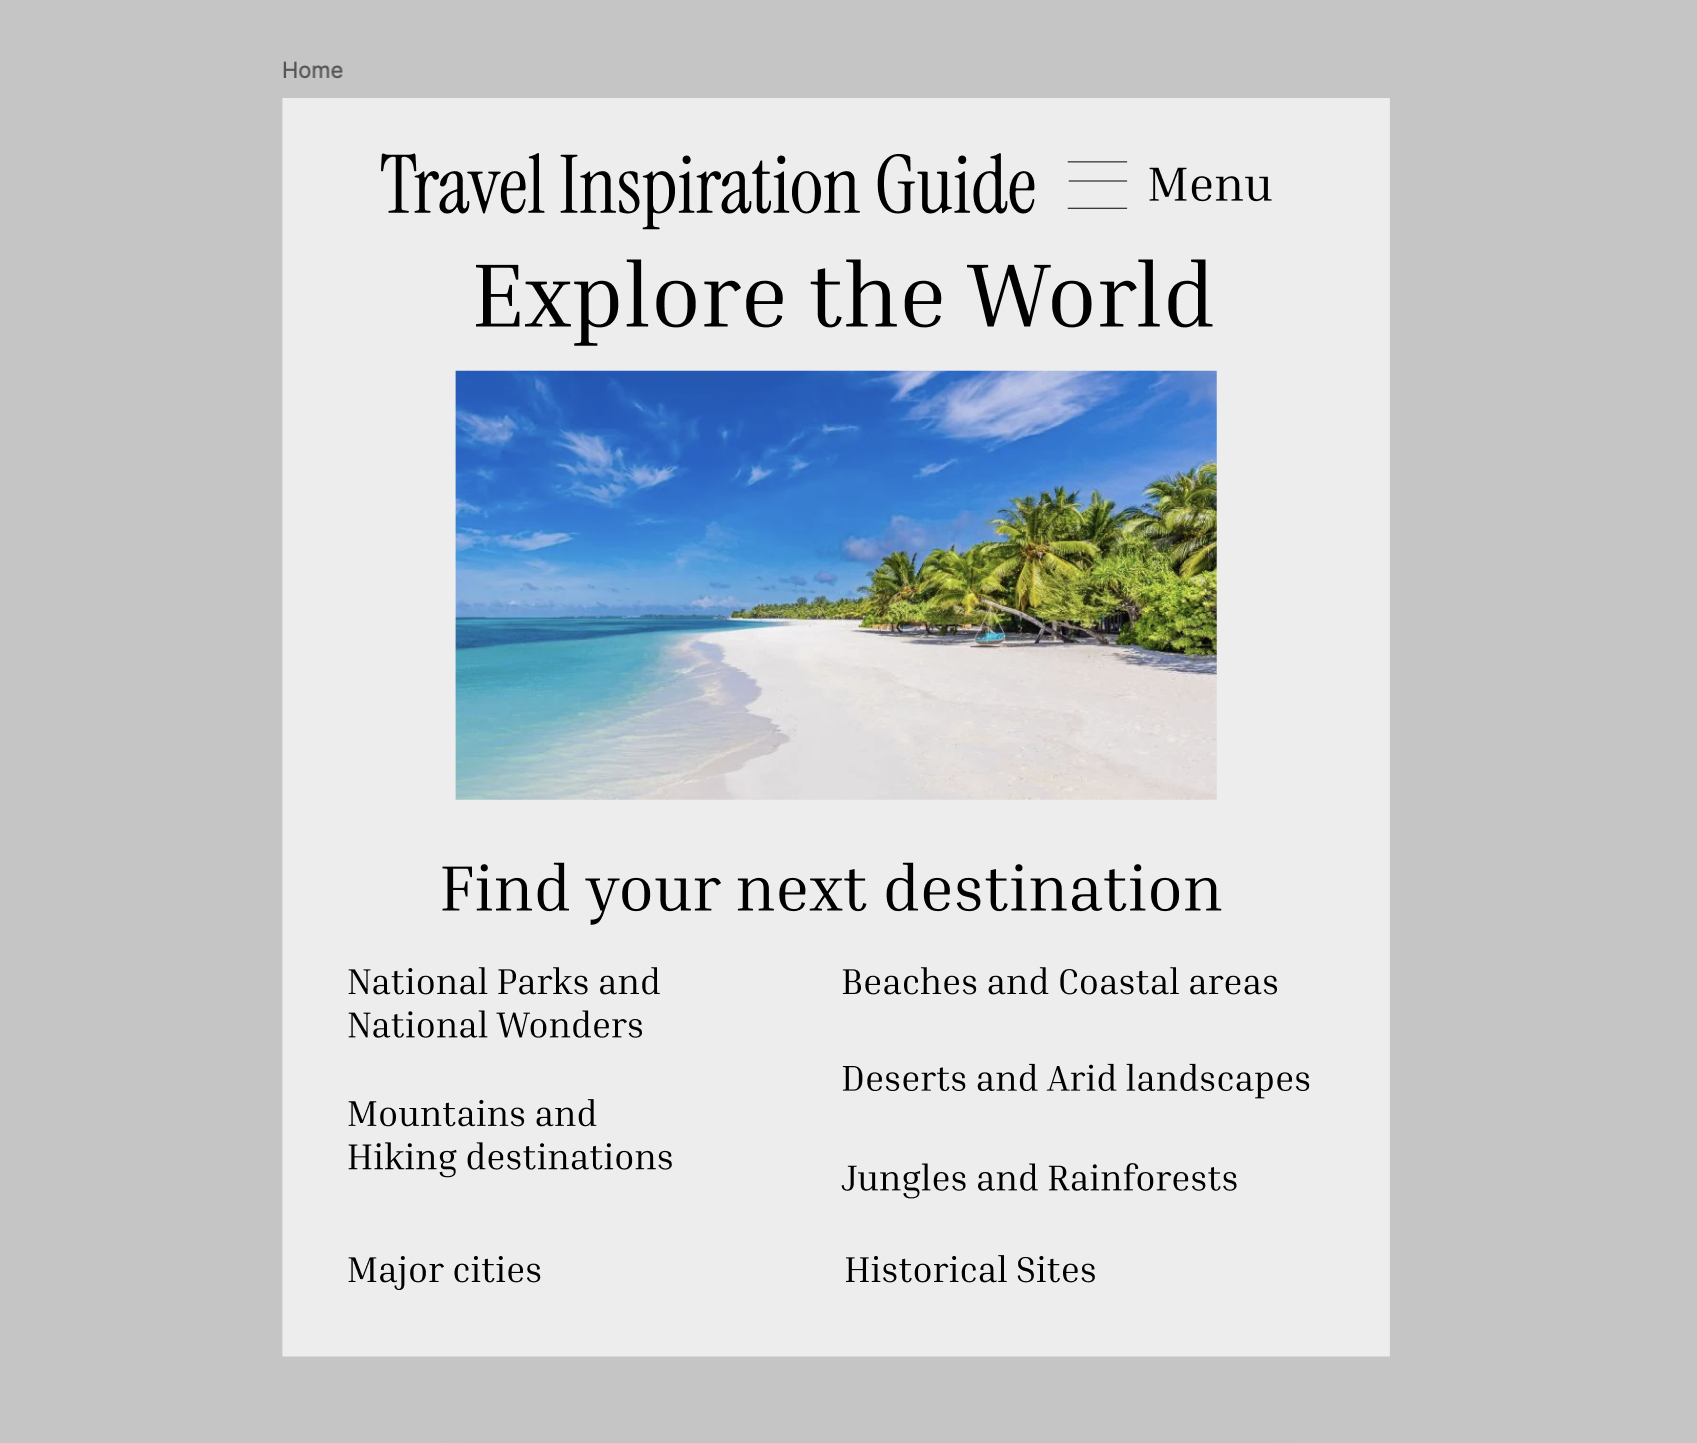 Home
Travel Inspiration Guide
Menu
Explore the World
Find your next destination
National Parks and
National Wonders
Mountains and
Hiking destinations
Major cities
Beaches and Coastal areas
Deserts and Arid landscapes
Jungles and Rainforests
Historical Sites